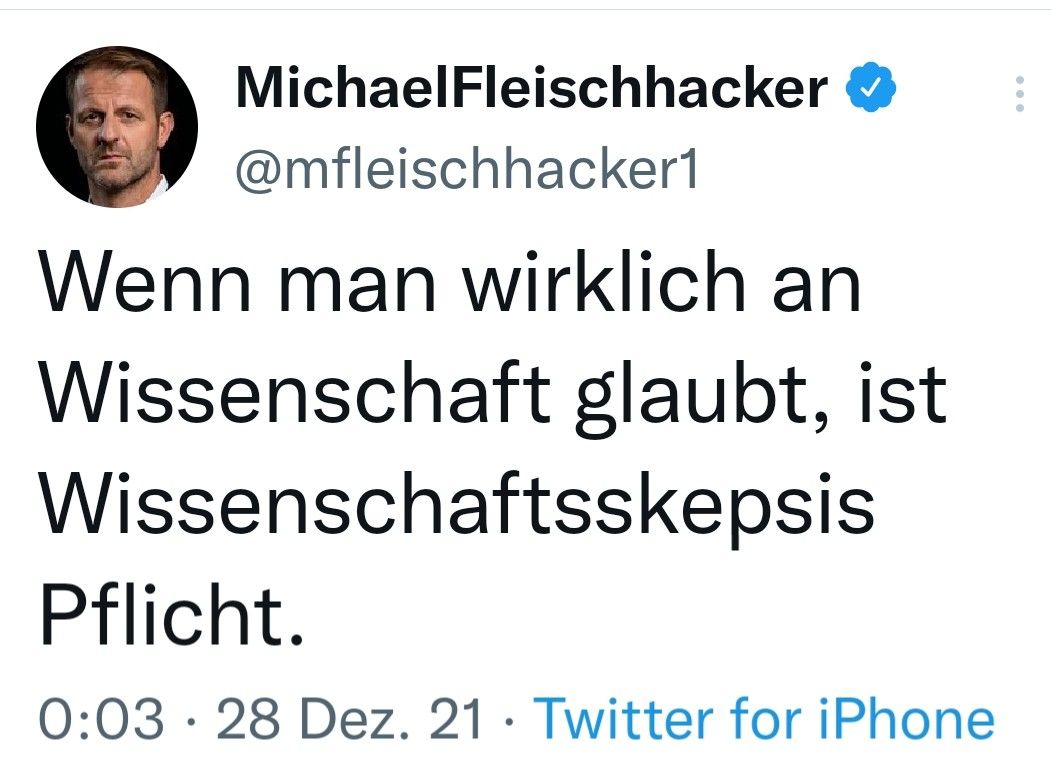 MichaelFleischhacker
@mfleischhacker1
Wenn man wirklich an
Wissenschaft glaubt, ist
Wissenschaftsskepsis
Pflicht.
0:03 · 28 Dez. 21 · Twitter for iPhone